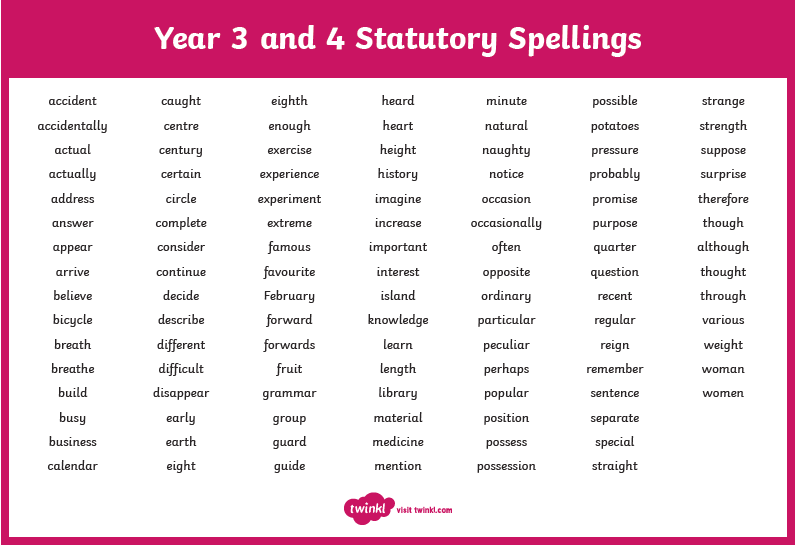 Year 3 and 4 Statutory Spellings
accident caught eighth heard minute possible strange
accidentally centre enough heart natural potatoes strength
actual century exercise height naughty pressure suppose
actually certain experience history notice probably surprise
address circle experiment imagine occasion promise therefore
answer complete extreme increase occasionally purpose though
appear consider famous important often quarter although
arrive continue favourite interest opposite question thought
believe decide February island ordinary recent through
bicycle describe forward knowledge particular regular various
breath different forwards learn peculiar reign weight
breathe difficult fruit length perhaps remember woman
build disappear grammar library popular sentence women
busy early group material position separate
business earth guard medicine possess special
calendar eight guide mention possession straight
twinkl visit twinkl.com